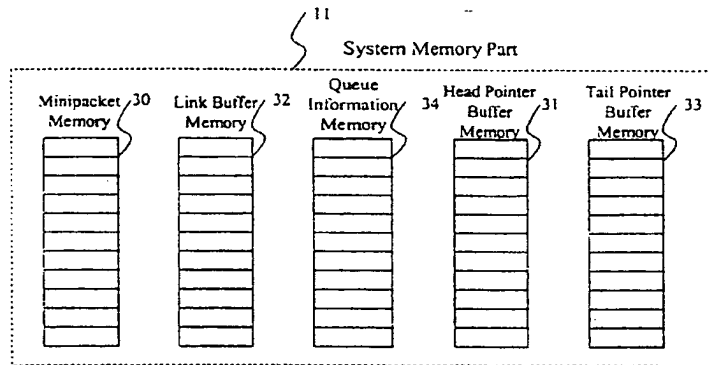 11
System Memory Part
Minipacket
Memory
30
Link Buffer
Memory
32
Queue
Information
Memory
34
Head Pointer
Buffer
Memory
31
Tail Pointer
Buffer
Memory
33